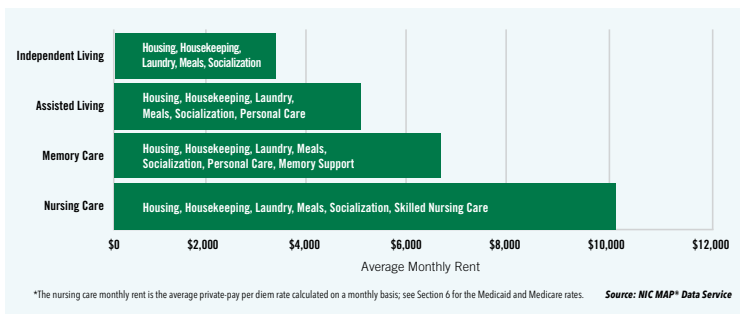 Independent Living
Housing, Housekeeping,
Laundry, Meals, Socialization
Assisted Living
Housing, Housekeeping, Laundry,
Meals, Socialization, Personal Care
Memory Care
Housing, Housekeeping, Laundry, Meals,
Socialization, Personal Care, Memory Support
Nursing Care
Housing, Housekeeping, Laundry, Meals, Socialization, Skilled Nursing Care
$0 $2,000 $4,000 $6,000 $8,000 $10,000 $12,000
Average Monthly Rent
*The nursing care monthly rent is the average private-pay per diem rate calculated on a monthly basis; see Section 6 for the Medicaid and Medicare rates. Source: NIC MAP® Data Service